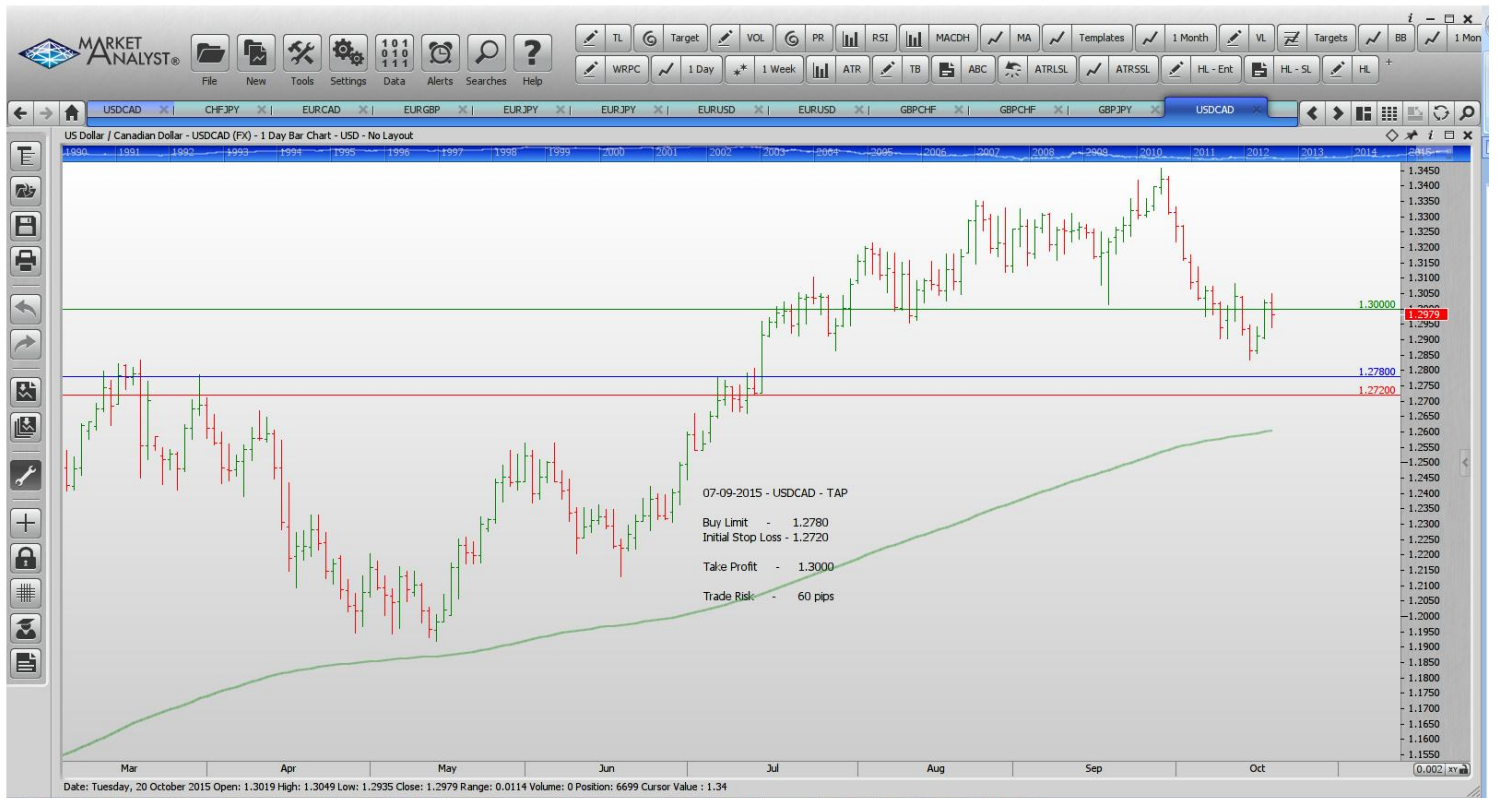 MARKET
ANALYST®
File
New
Tools
Settings
101
010
111
Data
Alerts
Searches
?
Help
i
TL
Target
VOL
PR
RSI
MACDH
MA
Templates
1 Month
VL
Targets
BB
1 Mon
WRPC
1 Day
1 Week
ATR
TB
ABC
ATRLSL
ATRSSL
HL - Ent
HL - SL
HL
+
USDCAD
CHFJPY
EURCAD
EURGBP
EURJPY
EURJPY
EURUSD
EURUSD
GBPCHF
GBPCHF
GBPJPY
USDCAD
US Dollar / Canadian Dollar - USDCAD (FX) - 1 Day Bar Chart - USD - No Layout
i
1990 1991 1992 1993 1994 1995 1996 1997 1998 1999 2000 2001 2002 2003 2004 2005 2006 2007 2008 2009 2010 2011 2012 2013 2014
1.3450
1.3400
1.3350
1.3300
1.3250
1.3200
1.3150
1.3100
1.3050
1.30000
1.2979
1.2950
1.2900
1.2850
1.27800
1.2800
1.2750
1.27200
1.2700
1.2650
1.2600
1.2550
1.2500
1.2450
1.2400
1.2350
1.2300
1.2250
1.2200
1.2150
1.2100
1.2050
1.2000
1.1950
1.1900
1.1850
1.1800
1.1750
1.1700
1.1650
1.1600
1.1550
07-09-2015 - USDCAD - TAP
Buy Limit - 1.2780
Initial Stop Loss - 1.2720
Take Profit - 1.3000
Trade Risk - 60 pips
Mar Apr May Jun Jul Aug Sep Oct
0.002 XY
Date: Tuesday, 20 October 2015 Open: 1.3019 High: 1.3049 Low: 1.2935 Close: 1.2979 Range: 0.0114 Volume: 0 Position: 6699 Cursor Value : 1.34